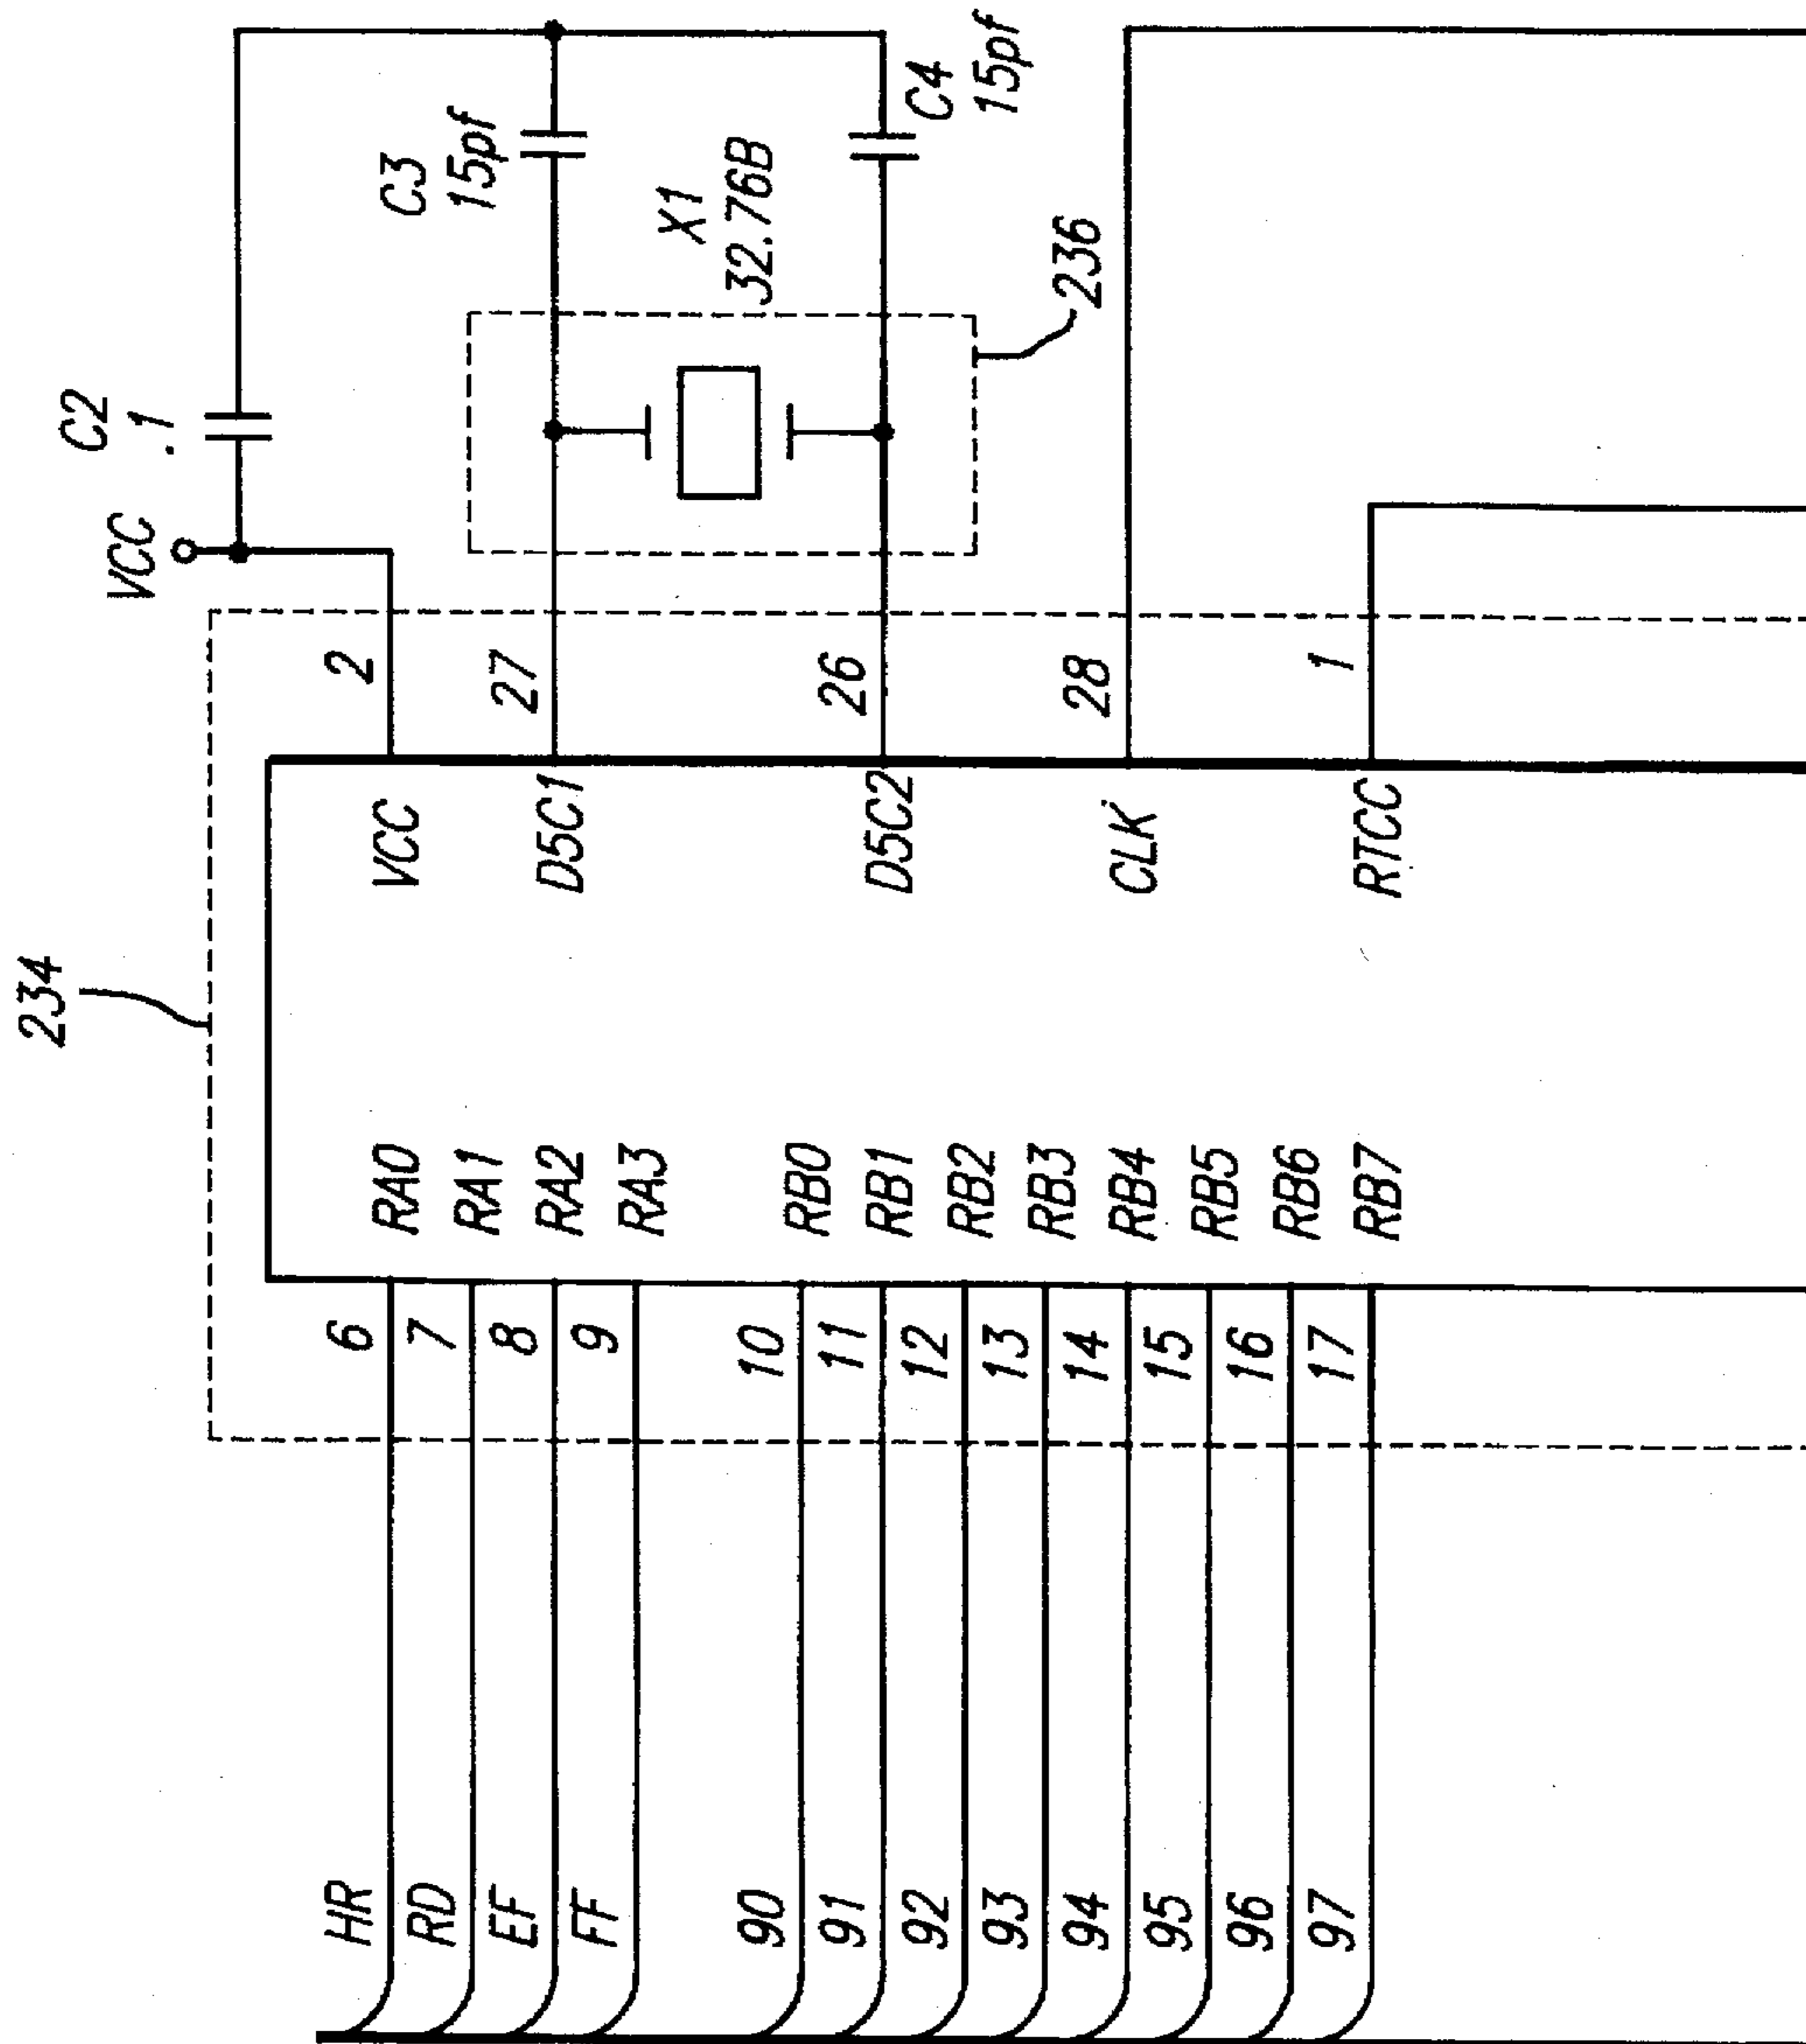 234
HR 6 RA0
RD 7 RA1
EF 8 RA2
FF 9 RA3
90 10 RB0
91 11 RB1
92 12 RB2
93 13 RB3
94 14 RB4
95 15 RB5
96 16 RB6
97 17 RB7
VCC 2
D5C1 27
D5C2 26
CLK 28
RTCC 1
VCC
C2
.1
C3
15pf
X1
32.76B
C4
15pf
236